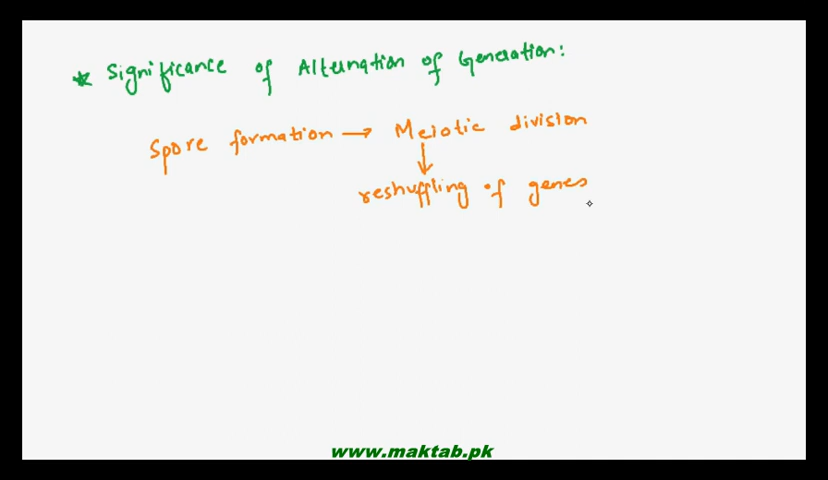 * Significance of Alternation of Generation:
Spore formation → Meiotic division
↓
reshuffling of genes
www.maktab.pk